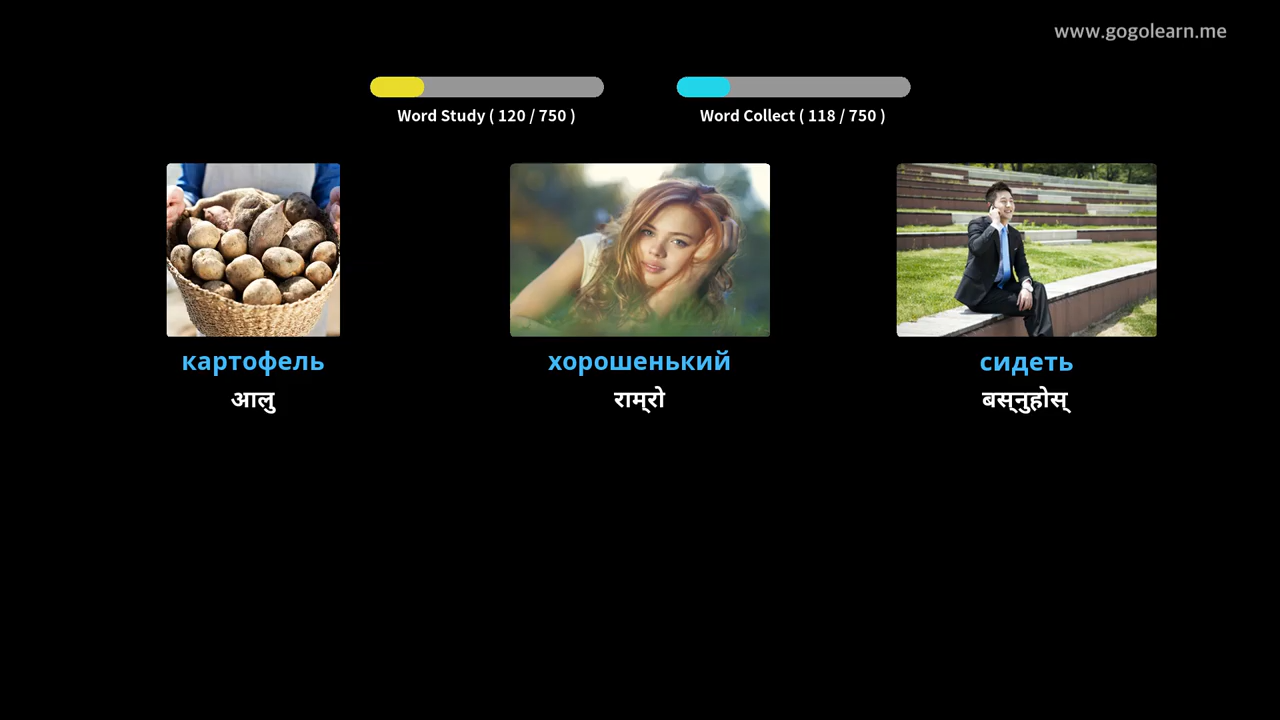 www.gogolearn.me
Word Study ( 120 / 750 )
Word Collect ( 118 / 750 )
картофель
хорошенький
сидеть
आलु
राम्रो
बस्नुहोस्